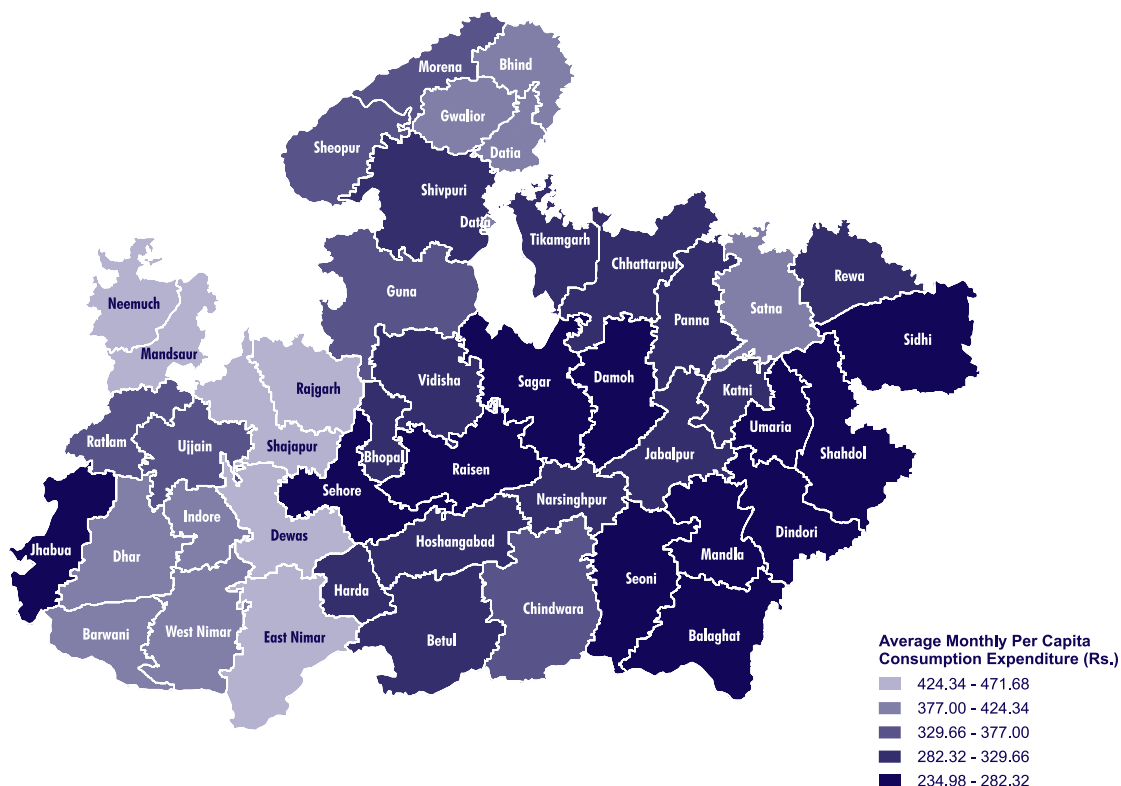 Morena
Bhind
Gwalior
Sheopur
Datia
Shivpuri
Datia
Tikamgarh
Chhattarpur
Rewa
Guna
Neemuch
Panna
Satna
Sidhi
Mandsaur
Vidisha
Sagar
Damoh
Rajgarh
Katni
Umaria
Ratlam
Ujjain
Shajapur
Bhopal
Raisen
Jabalpur
Shahdol
Sehore
Narsinghpur
Indore
Dewas
Hoshangabad
Dindori
Jhabua
Dhar
Mandla
Seoni
Harda
Chindwara
Barwani
West Nimar
East Nimar
Betul
Balaghat
Average Monthly Per Capita
Consumption Expenditure (Rs.)
424.34 - 471.68
377.00 - 424.34
329.66 - 377.00
282.32 - 329.66
234.98 - 282.32